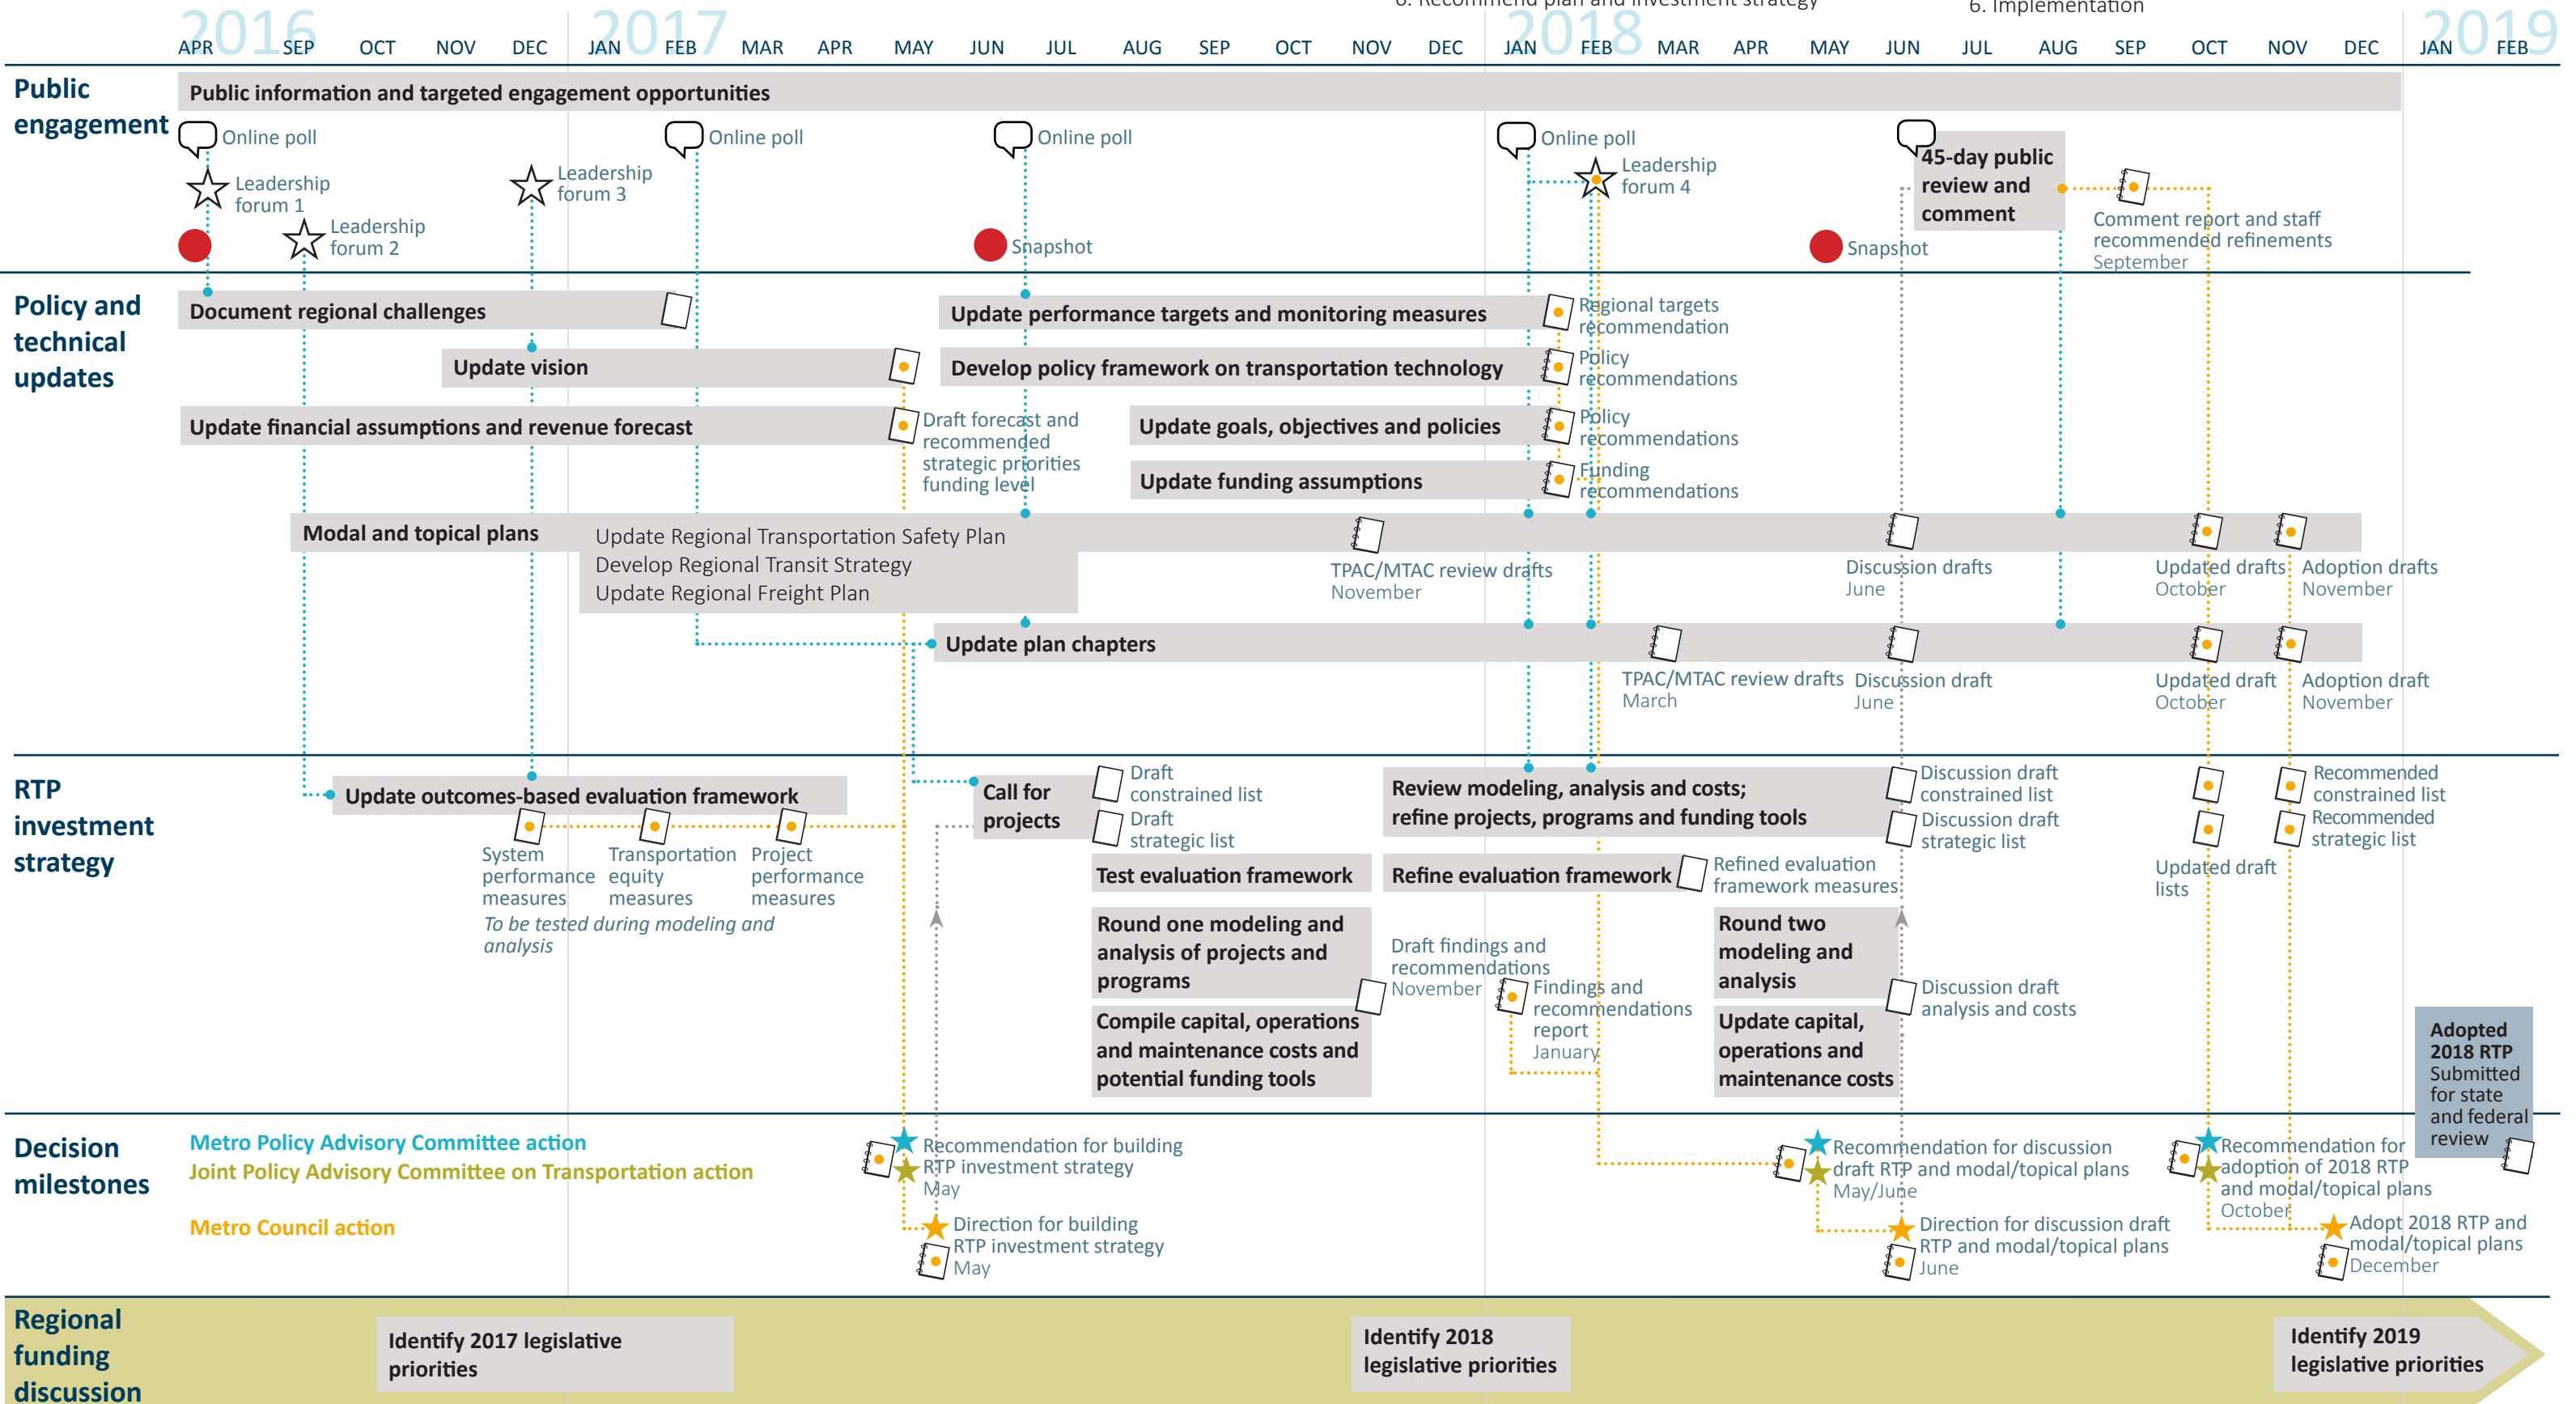 6. Recommend plan and investment strategy
6. Implementation
2016
2017
2018
2019
APR SEP OCT NOV DEC JAN FEB MAR APR MAY JUN JUL AUG SEP OCT NOV DEC JAN FEB MAR APR MAY JUN JUL AUG SEP OCT NOV DEC JAN FEB
Public
engagement
Public information and targeted engagement opportunities
Online poll
Online poll
Online poll
Online poll
Leadership
forum 1
Leadership
forum 2
Leadership
forum 3
Leadership
forum 4
Snapshot
Snapshot
45-day public
review and
comment
Comment report and staff
recommended refinements
September
Policy and
technical
updates
Document regional challenges
Update performance targets and monitoring measures
Regional targets
recommendation
Update vision
Develop policy framework on transportation technology
Policy
recommendations
Update financial assumptions and revenue forecast
Draft forecast and
recommended
strategic priorities
funding level
Update goals, objectives and policies
Policy
recommendations
Update funding assumptions
Funding
recommendations
Modal and topical plans
Update Regional Transportation Safety Plan
Develop Regional Transit Strategy
Update Regional Freight Plan
TPAC/MTAC review drafts
November
Discussion drafts
June
Updated drafts
October
Adoption drafts
November
Update plan chapters
TPAC/MTAC review drafts
March
Discussion draft
June
Updated draft
October
Adoption draft
November
RTP
investment
strategy
Update outcomes-based evaluation framework
System
performance
measures
Transportation
equity
measures
Project
performance
measures
To be tested during modeling and
analysis
Call for
projects
Draft
constrained list
Draft
strategic list
Review modeling, analysis and costs;
refine projects, programs and funding tools
Discussion draft
constrained list
Discussion draft
strategic list
Updated draft
lists
Recommended
constrained list
Recommended
strategic list
Test evaluation framework
Refine evaluation framework
Refined evaluation
framework measures
Round one modeling and
analysis of projects and
programs
Draft findings and
recommendations
November
Findings and
recommendations
report
January
Round two
modeling and
analysis
Discussion draft
analysis and costs
Compile capital, operations
and maintenance costs and
potential funding tools
Update capital,
operations and
maintenance costs
Adopted
2018 RTP
Submitted
for state
and federal
review
Decision
milestones
Metro Policy Advisory Committee action
Joint Policy Advisory Committee on Transportation action
Metro Council action
Recommendation for building
RTP investment strategy
May
Direction for building
RTP investment strategy
May
Recommendation for discussion
draft RTP and modal/topical plans
May/June
Direction for discussion draft
RTP and modal/topical plans
June
Recommendation for
adoption of 2018 RTP
and modal/topical plans
October
Adopt 2018 RTP and
modal/topical plans
December
Regional
funding
discussion
Identify 2017 legislative
priorities
Identify 2018
legislative priorities
Identify 2019
legislative priorities